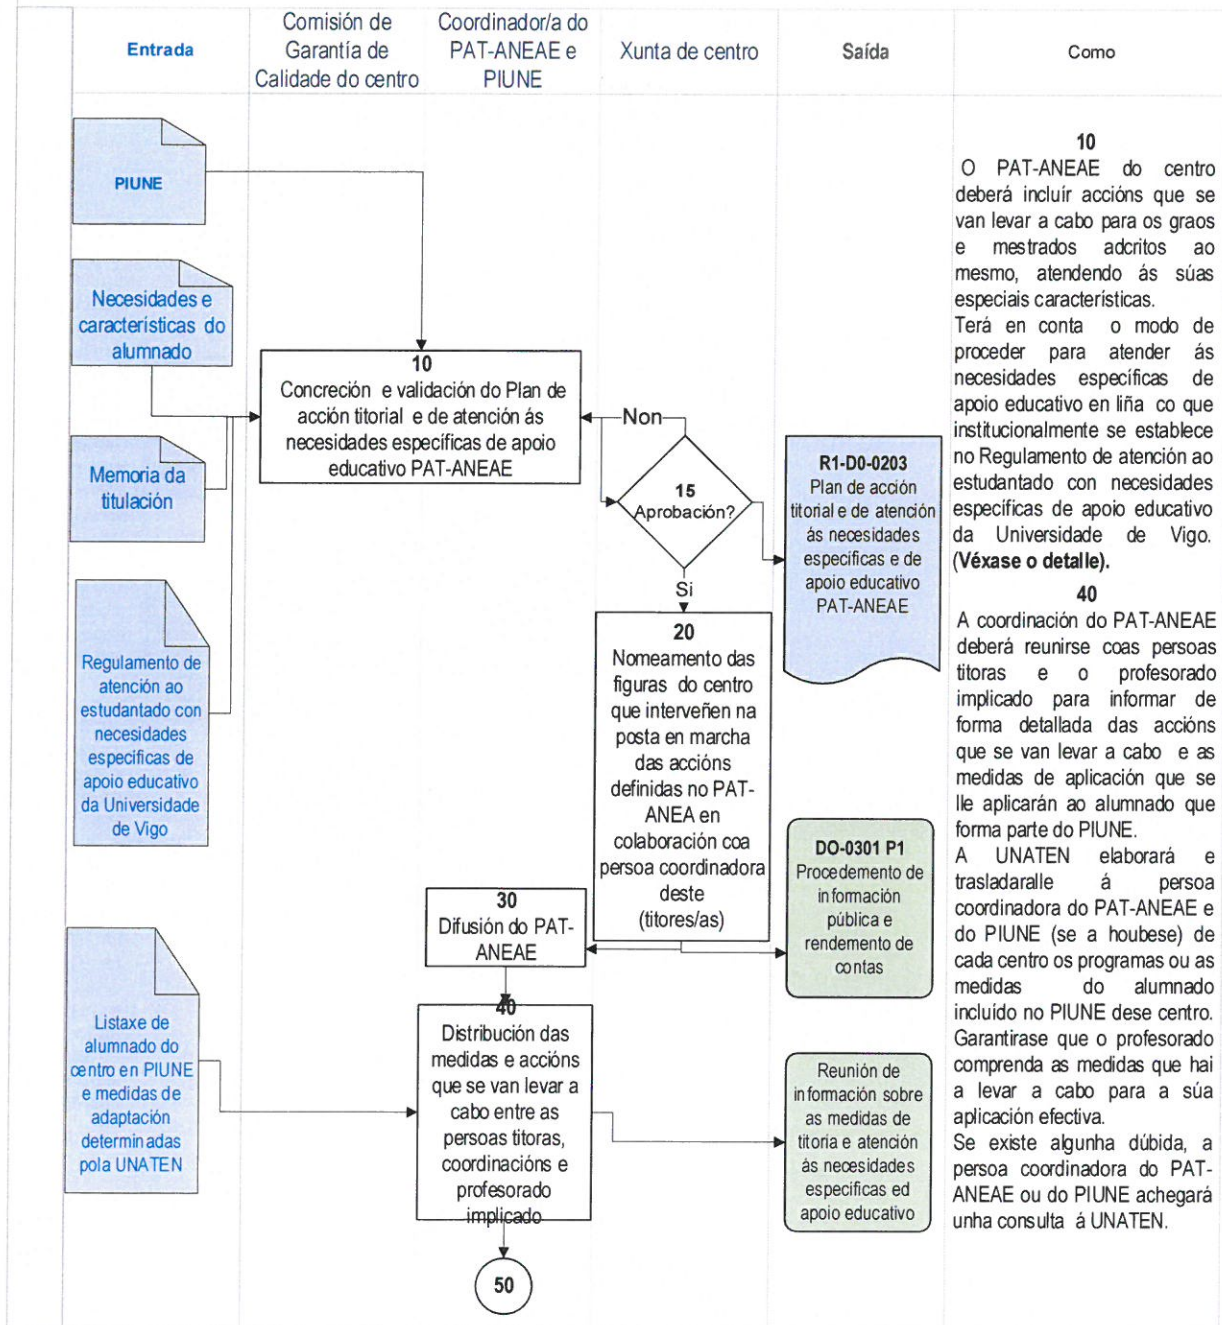 Entrada
Comisión de
Garantía de
Calidade do centro
Coordinador/a do
PAT-ANEAE e
PIUNE
Xunta de centro
Saída
Como
PIUNE
Necesidades e
características do
alumnado
Memoria da
titulación
Regulamento de
atención ao
estudantado con
necesidades
especificas de
apoio educativo
da Universidade
de Vigo
Listaxe de
alumnado do
centro en PIUNE
e medidas de
adaptación
determinadas
pola UNATEN
10
Concreción e validación do Plan de
acción titorial e de atención ás
necesidades específicas de apoio
educativo PAT-ANEAE
Non
15
Aprobación?
Si
20
Nomeamento das
figuras do centro
que interveñen na
posta en marcha
das accións
definidas no PAT-
ANEA en
colaboración coa
persoa coordinadora
deste
(titores/as)
30
Difusión do PAT-
ANEAE
40
Distribución das
medidas e accións
que se van levar a
cabo entre as
persoas titoras,
coordinacións e
profesorado
implicado
50
R1-D0-0203
Plan de acción
titorial e de atención
ás necesidades
específicas e de
apoio educativo
PAT-ANEAE
DO-0301 P1
Procedemento de
información
pública e
rendemento de
contas
Reunión de
información sobre
as medidas de
titoria e atención
ás necesidades
especificas ed
apoio educativo
10
O PAT-ANEAE do centro
deberá incluír accións que se
van levar a cabo para os graos
e mestrados adcritos ao
mesmo, atendendo ás súas
especiais características.
Terá en conta o modo de
proceder para atender ás
necesidades específicas de
apoio educativo en liña co que
institucionalmente se establece
no Regulamento de atención ao
estudantado con necesidades
específicas de apoio educativo
da Universidade de Vigo.
(Véxase o detalle).
40
A coordinación do PAT-ANEAE
deberá reunirse coas persoas
titoras e o profesorado
implicado para informar de
forma detallada das accións
que se van levar a cabo e as
medidas de aplicación que se
lle aplicarán ao alumnado que
forma parte do PIUNE.
A UNATEN elaborará e
trasladaralle á persoa
coordinadora do PAT-ANEAE e
do PIUNE (se a houbese) de
cada centro os programas ou as
medidas do alumnado
incluído no PIUNE dese centro.
Garantirase que o profesorado
comprenda as medidas que hai
a levar a cabo para a súa
aplicación efectiva.
Se existe algunha dúbida, a
persoa coordinadora do PAT-
ANEAE ou do PIUNE achegará
unha consulta á UNATEN.